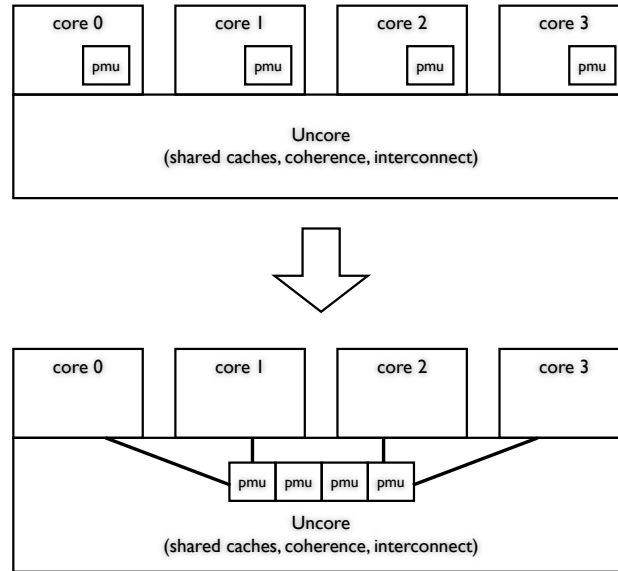 core 0
core 1
core 2
core 3
pmu
pmu
pmu
pmu
Uncore
(shared caches, coherence, interconnect)
core 0
core 1
core 2
core 3
pmu
pmu
pmu
pmu
Uncore
(shared caches, coherence, interconnect)